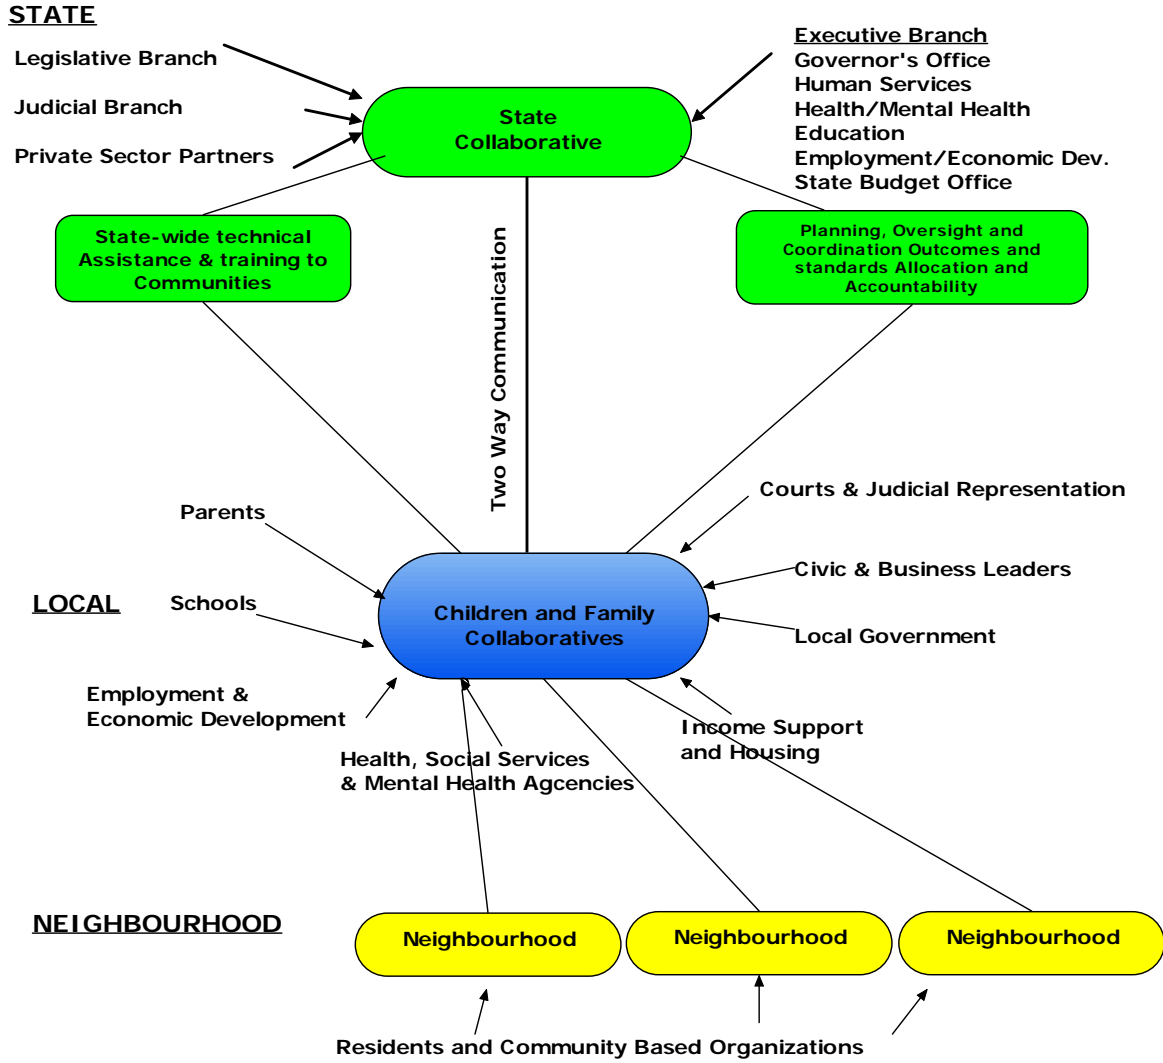 STATE
Legislative Branch
Judicial Branch
Private Sector Partners
Executive Branch
Governor's Office
Human Services
Health/Mental Health
Education
Employment/Economic Dev.
State Budget Office
State
Collaborative
State-wide technical
Assistance & training to
Communities
Planning, Oversight and
Coordination Outcomes and
standards Allocation and
Accountability
Two Way Communication
Parents
Courts & Judicial Representation
Civic & Business Leaders
LOCAL
Schools
Children and Family
Collaboratives
Local Government
Employment &
Economic Development
Income Support
and Housing
Health, Social Services
& Mental Health Agcencies
NEIGHBOURHOOD
Neighbourhood
Neighbourhood
Neighbourhood
Residents and Community Based Organizations